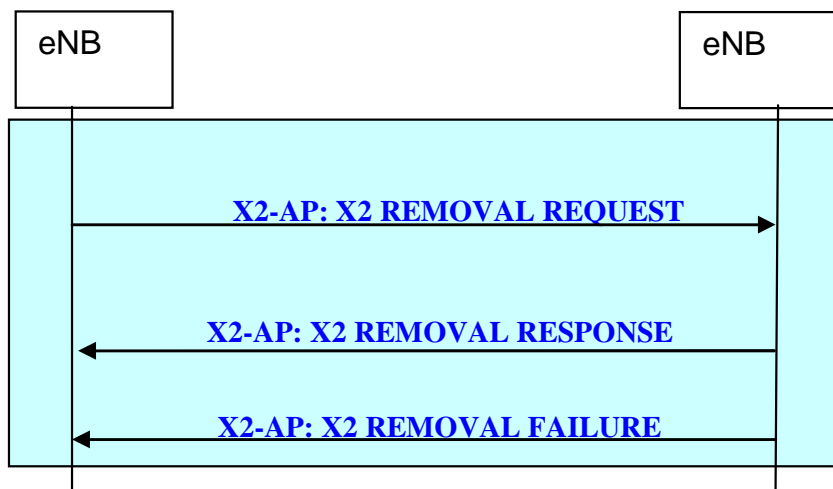 eNB
eNB
X2-AP: X2 REMOVAL REQUEST
X2-AP: X2 REMOVAL RESPONSE
X2-AP: X2 REMOVAL FAILURE